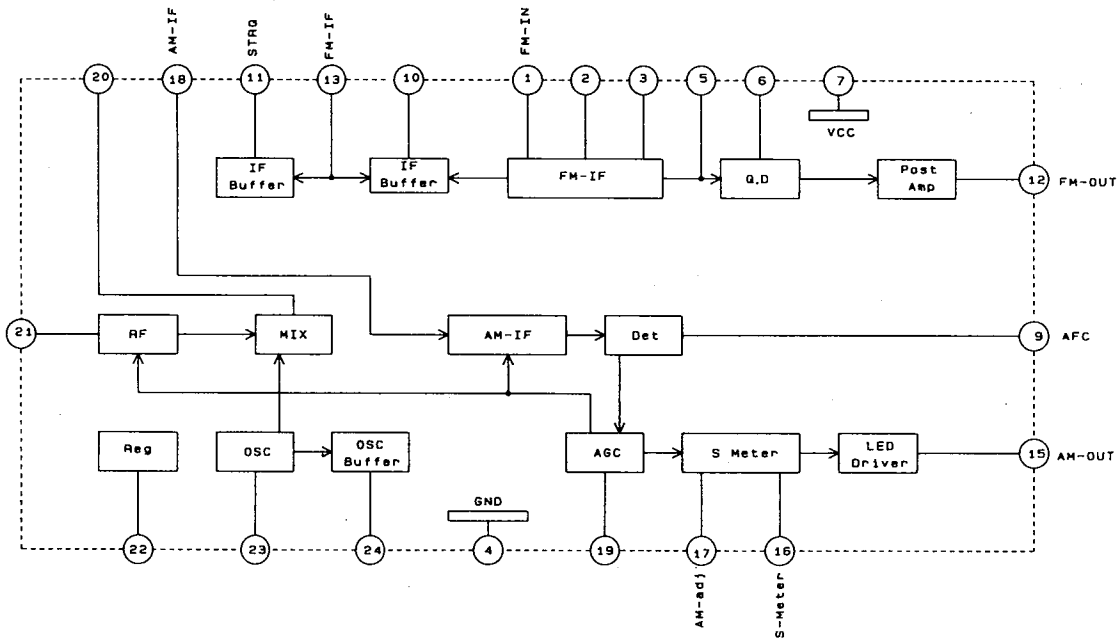 AM-IF
STRQ
FM-IF
FM-IN
20
18
11
13
10
1
2
3
5
6
7
VCC
IF
Buffer
IF
Buffer
FM-IF
Q.D
Post
Amp
12
FM-OUT
21
RF
MIX
AM-IF
Det
9
AFC
Reg
OSC
OSC
Buffer
AGC
S Meter
LED
Driver
15
AM-OUT
GND
22
23
24
4
19
17
16
AM-adj
S-Meter